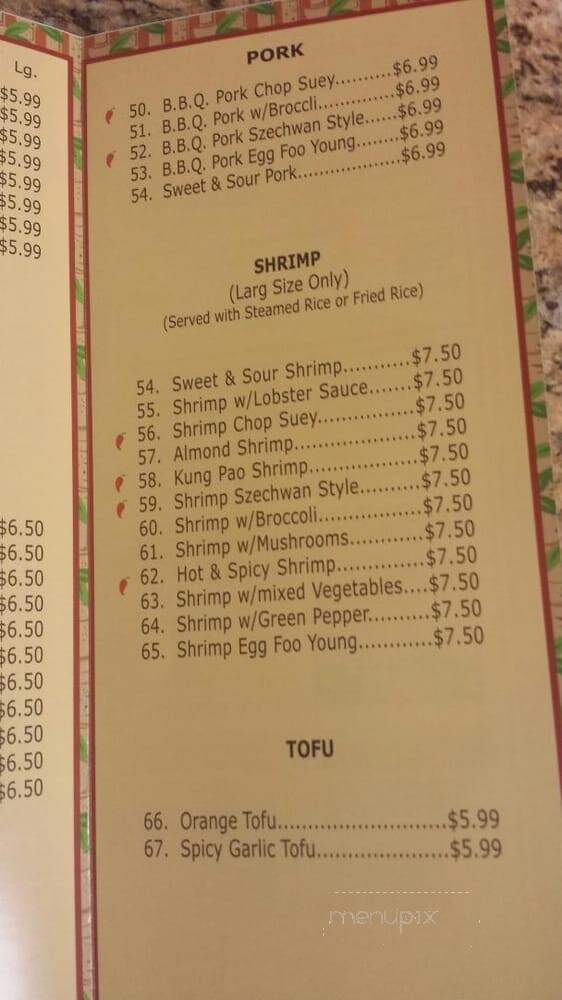 Lg.
$5.99
$5.99
$5.99
$5.99
$5.99
$5.99
$5.99
$5.99
$6.50
$6.50
$6.50
$6.50
$6.50
$6.50
$6.50
$6.50
$6.50
$6.50
$6.50
PORK
50. B.B.Q. Pork Chop Suey..........$6.99
51. B.B.Q. Pork w/Broccli..............$6.99
52. B.B.Q. Pork Szechwan Style......$6.99
53. B.B.Q. Pork Egg Foo Young........$6.99
54. Sweet & Sour Pork...................$6.99
SHRIMP
(Larg Size Only)
(Served with Steamed Rice or Fried Rice)
54. Sweet & Sour Shrimp...........$7.50
55. Shrimp w/Lobster Sauce.......$7.50
56. Shrimp Chop Suey................$7.50
57. Almond Shrimp....................$7.50
58. Kung Pao Shrimp..................$7.50
59. Shrimp Szechwan Style..........$7.50
60. Shrimp w/Broccoli.................$7.50
61. Shrimp w/Mushrooms............$7.50
62. Hot & Spicy Shrimp...............$7.50
63. Shrimp w/mixed Vegetables....$7.50
64. Shrimp w/Green Pepper..........$7.50
65. Shrimp Egg Foo Young............$7.50
TOFU
66. Orange Tofu............................$5.99
67. Spicy Garlic Tofu......................$5.99
menupix